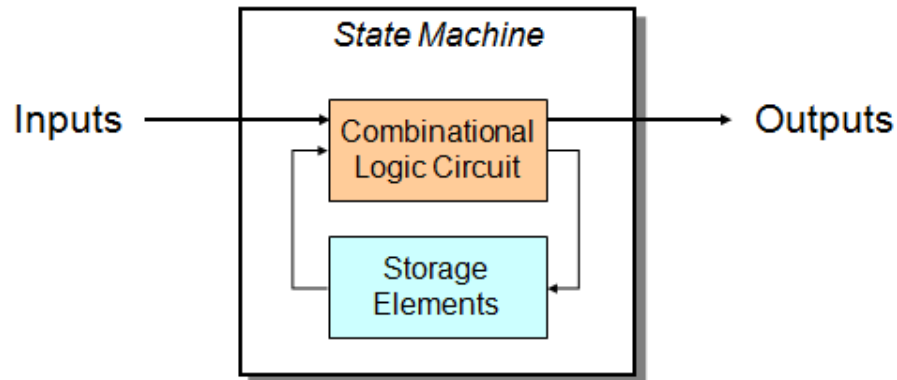 State Machine
Inputs
Combinational
Logic Circuit
Outputs
Storage
Elements